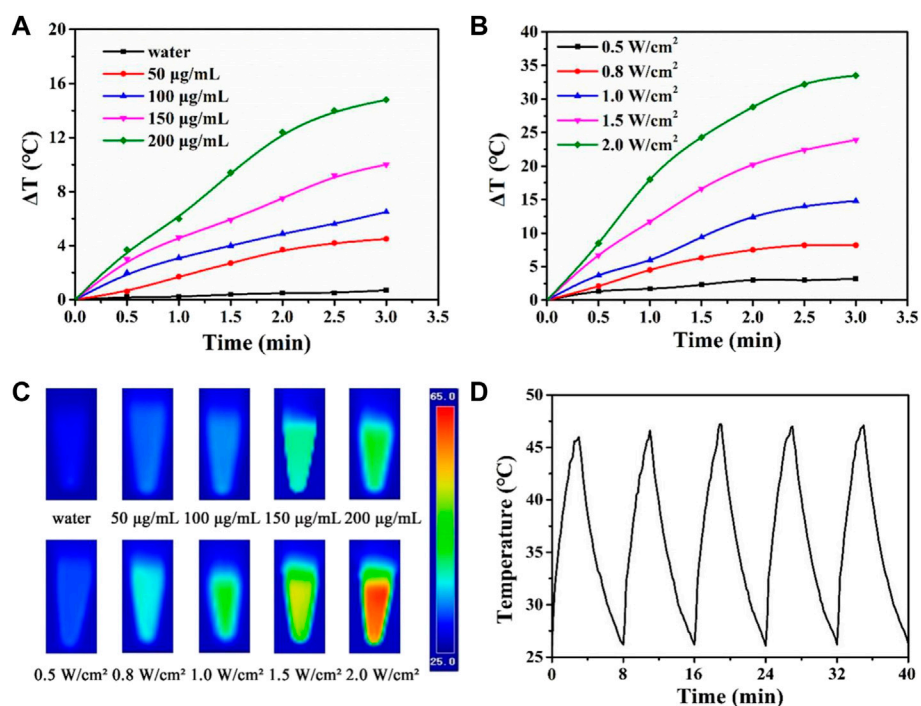 A
20
16
12
8
4
0
ΔT (°C)
water
50 μg/mL
100 μg/mL
150 μg/mL
200 μg/mL
0.0 0.5 1.0 1.5 2.0 2.5 3.0 3.5
Time (min)
B
40
35
30
25
20
15
10
5
0
ΔT (°C)
0.5 W/cm²
0.8 W/cm²
1.0 W/cm²
1.5 W/cm²
2.0 W/cm²
0.0 0.5 1.0 1.5 2.0 2.5 3.0 3.5
Time (min)
C
water 50 μg/mL 100 μg/mL 150 μg/mL 200 μg/mL
0.5 W/cm² 0.8 W/cm² 1.0 W/cm² 1.5 W/cm² 2.0 W/cm²
65.0
25.0
D
50
45
40
35
30
25
Temperature (°C)
0 8 16 24 32 40
Time (min)